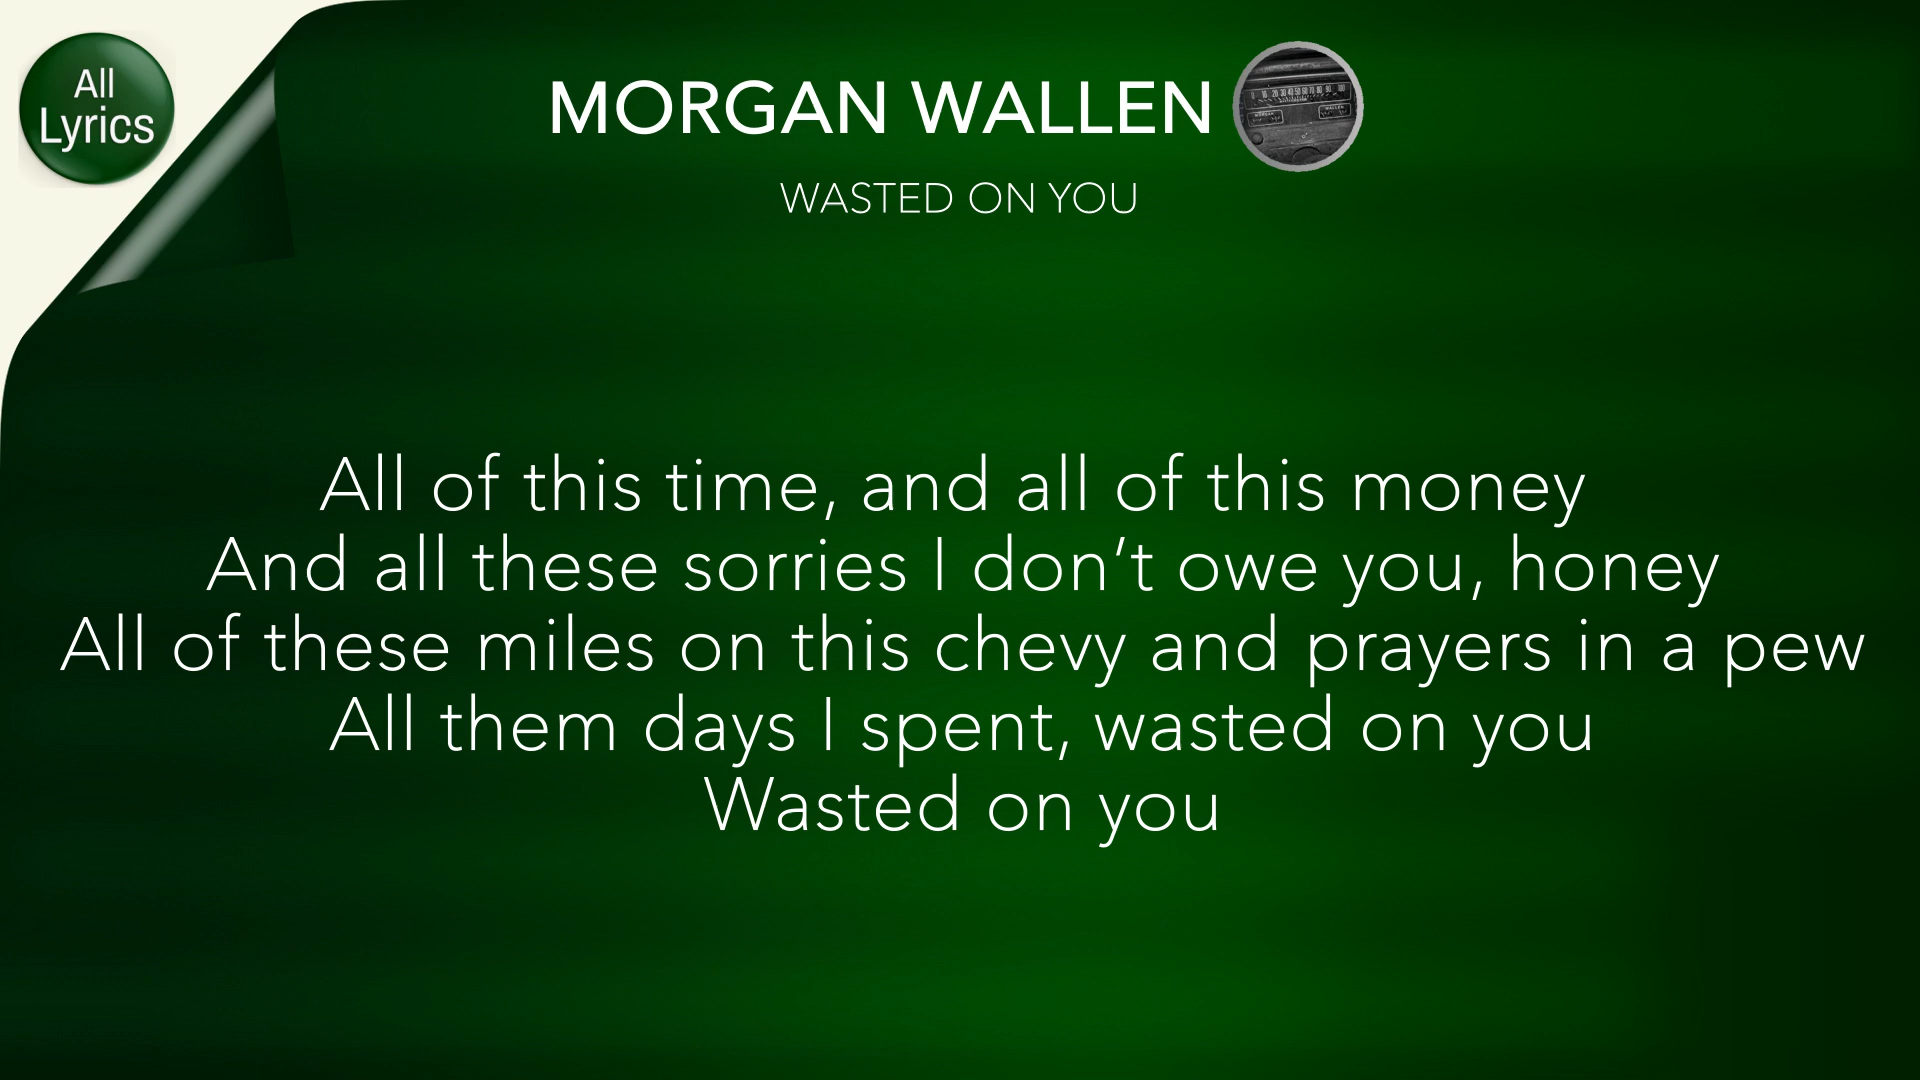 All
Lyrics
MORGAN WALLEN
WASTED ON YOU
All of this time, and all of this money
And all these sorries I don’t owe you, honey
All of these miles on this chevy and prayers in a pew
All them days I spent, wasted on you
Wasted on you